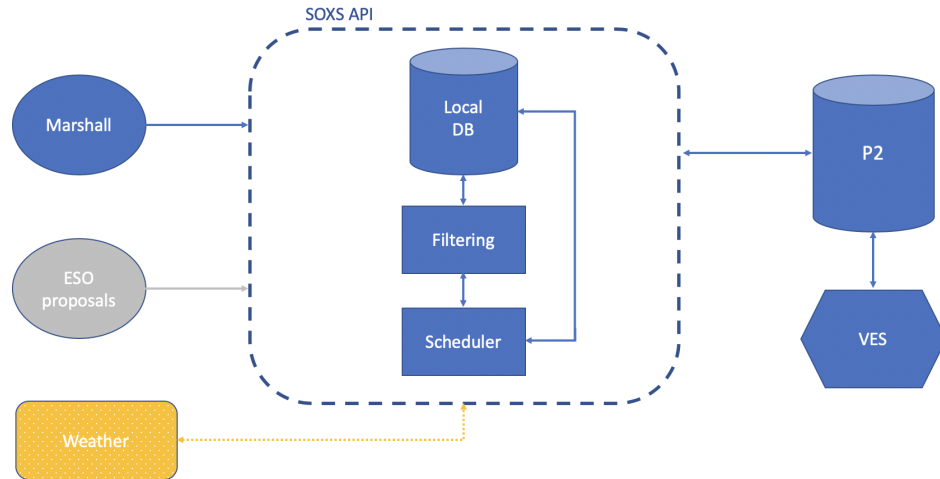 SOXS API
Marshall
Local
DB
P2
Filtering
ESO
proposals
Scheduler
VES
Weather